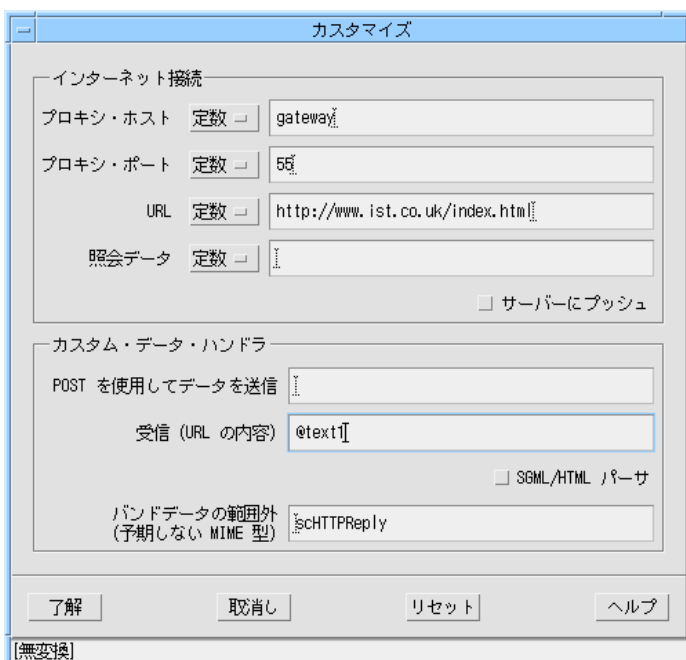 カスタマイズ
インターネット接続
プロキシ・ホスト 定数 gateway
プロキシ・ポート 定数 55
URL 定数 http://www.ist.co.uk/index.html
照会データ 定数
サーバーにプッシュ
カスタム・データ・ハンドラ
POST を使用してデータを送信
受信 (URL の内容) @text1
SGML/HTML パーサ
バンドデータの範囲外
(予期しない MIME 型) scHTTPReply
了解 取消し リセット ヘルプ
[無変換]